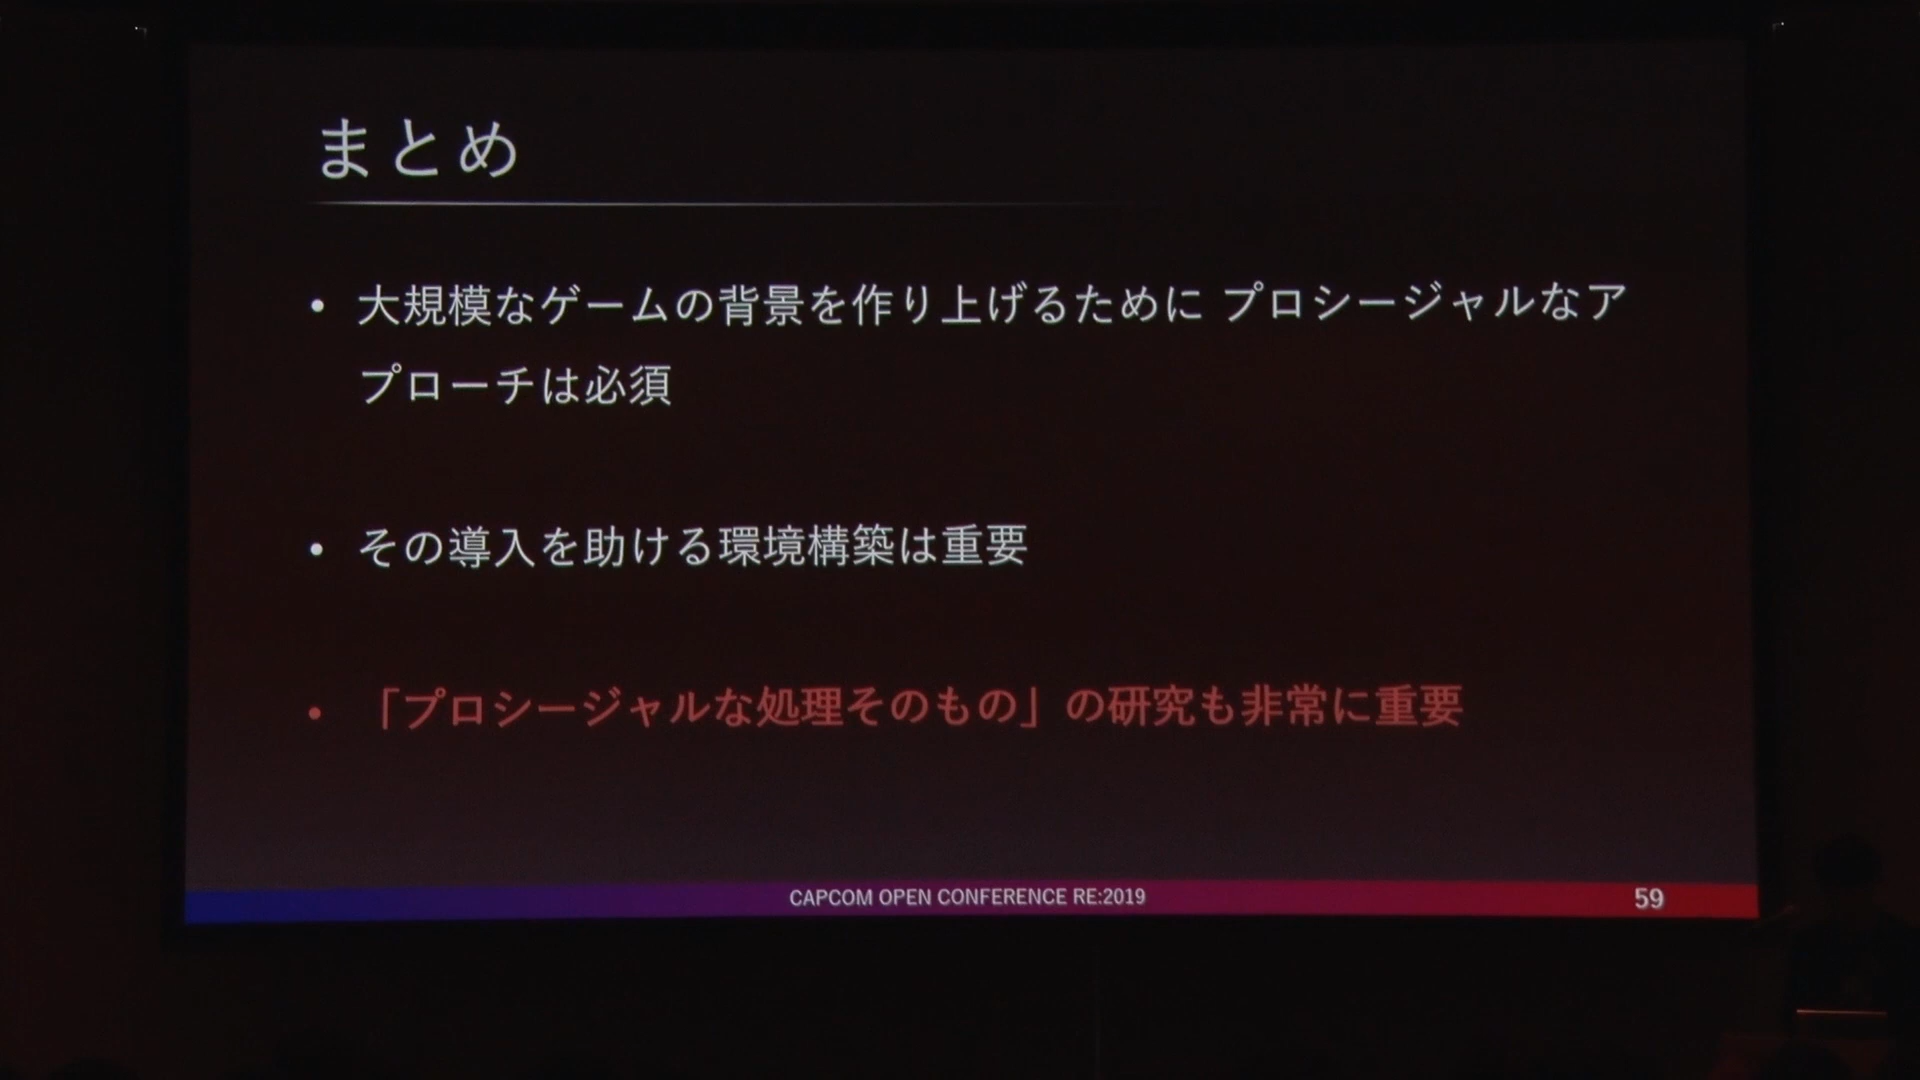 まとめ
• 大規模なゲームの背景を作り上げるために プロシージャルなア
プローチは必須
• その導入を助ける環境構築は重要
• 「プロシージャルな処理そのもの」の研究も非常に重要
CAPCOM OPEN CONFERENCE RE:2019
59